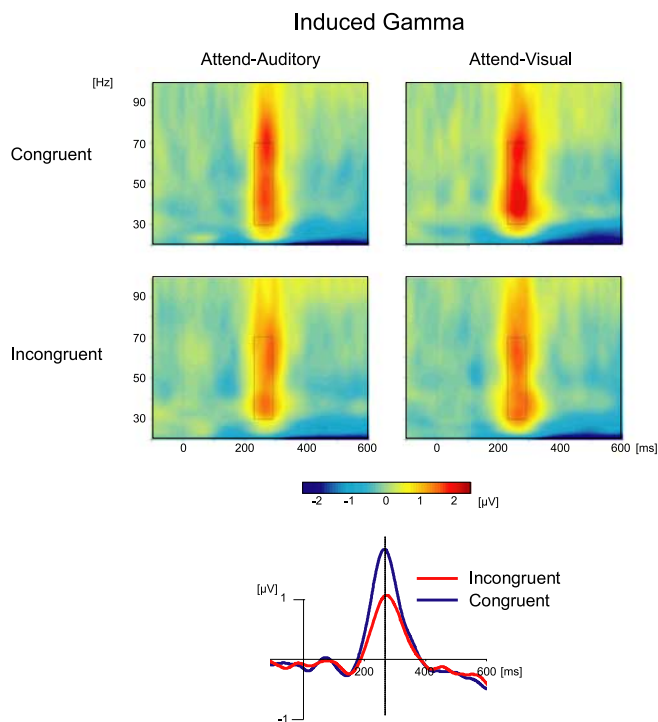 Induced Gamma
Attend-Auditory Attend-Visual
[Hz]
90
70
50
30
Congruent
90
70
50
30
Incongruent
0 200 400 600 0 200 400 600 [ms]
-2 -1 0 1 2 [µV]
[µV] 1
Incongruent
Congruent
200 400 600 [ms]
-1